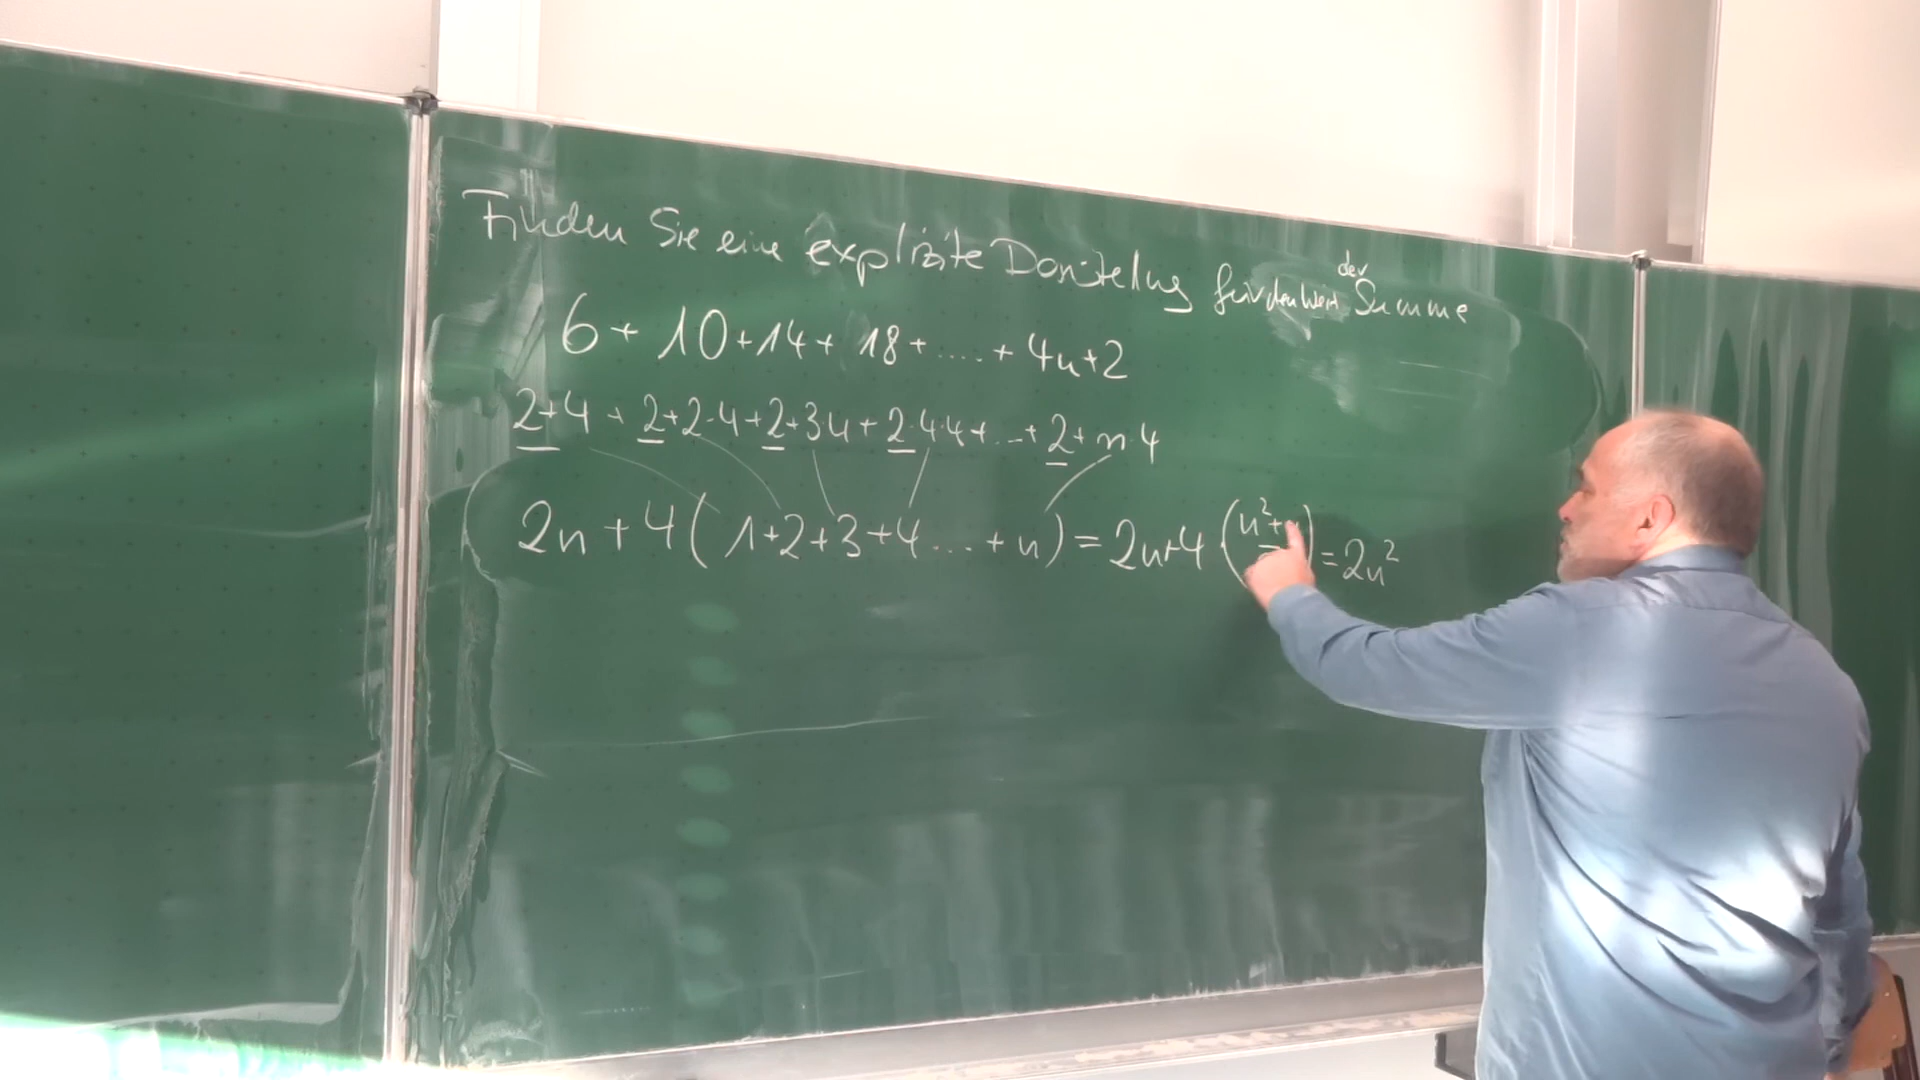 Finden Sie eine explizite Darstellung für den Wert der Summe
6 + 10 + 14 + 18 + .... + 4n+2
2+4 + 2+2·4 + 2+3·4 + 2·4·4 + ... + 2+n·4
2n + 4(1+2+3+4 ... + n) = 2n+4(n²+ ) = 2n²